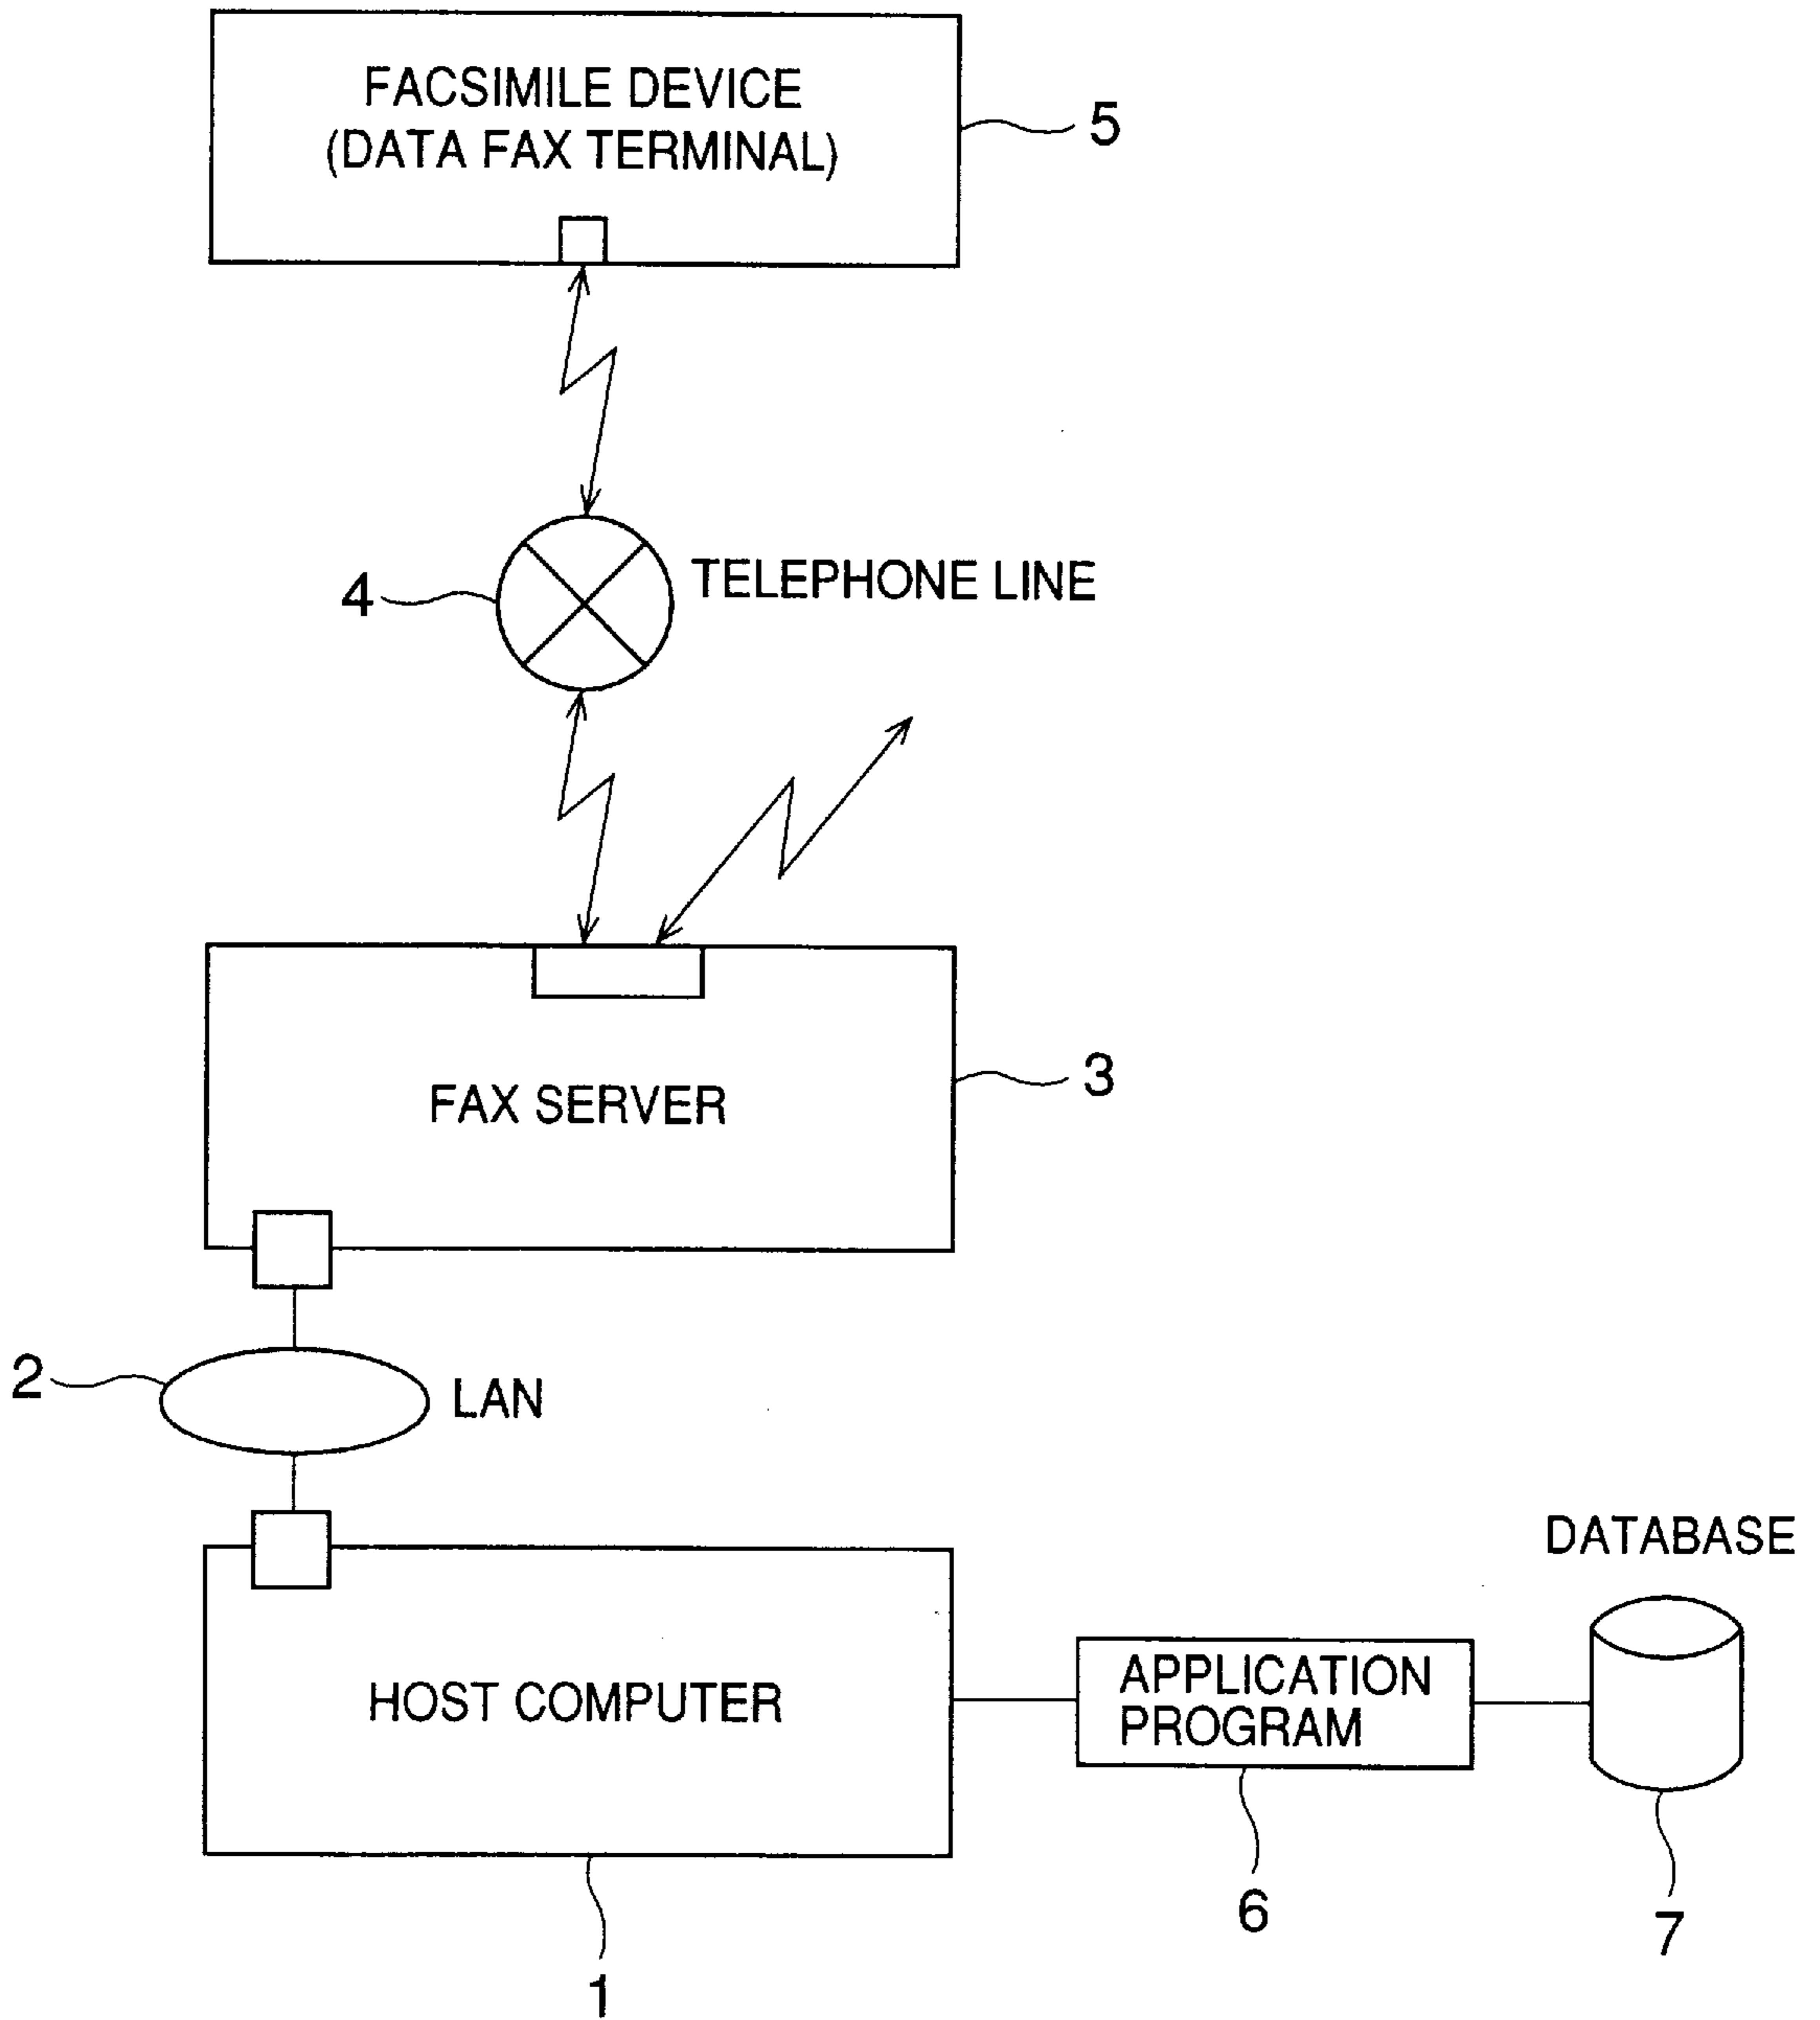 FACSIMILE DEVICE
(DATA FAX TERMINAL)
5
4
TELEPHONE LINE
FAX SERVER
3
2
LAN
DATABASE
HOST COMPUTER
APPLICATION
PROGRAM
6
7
1